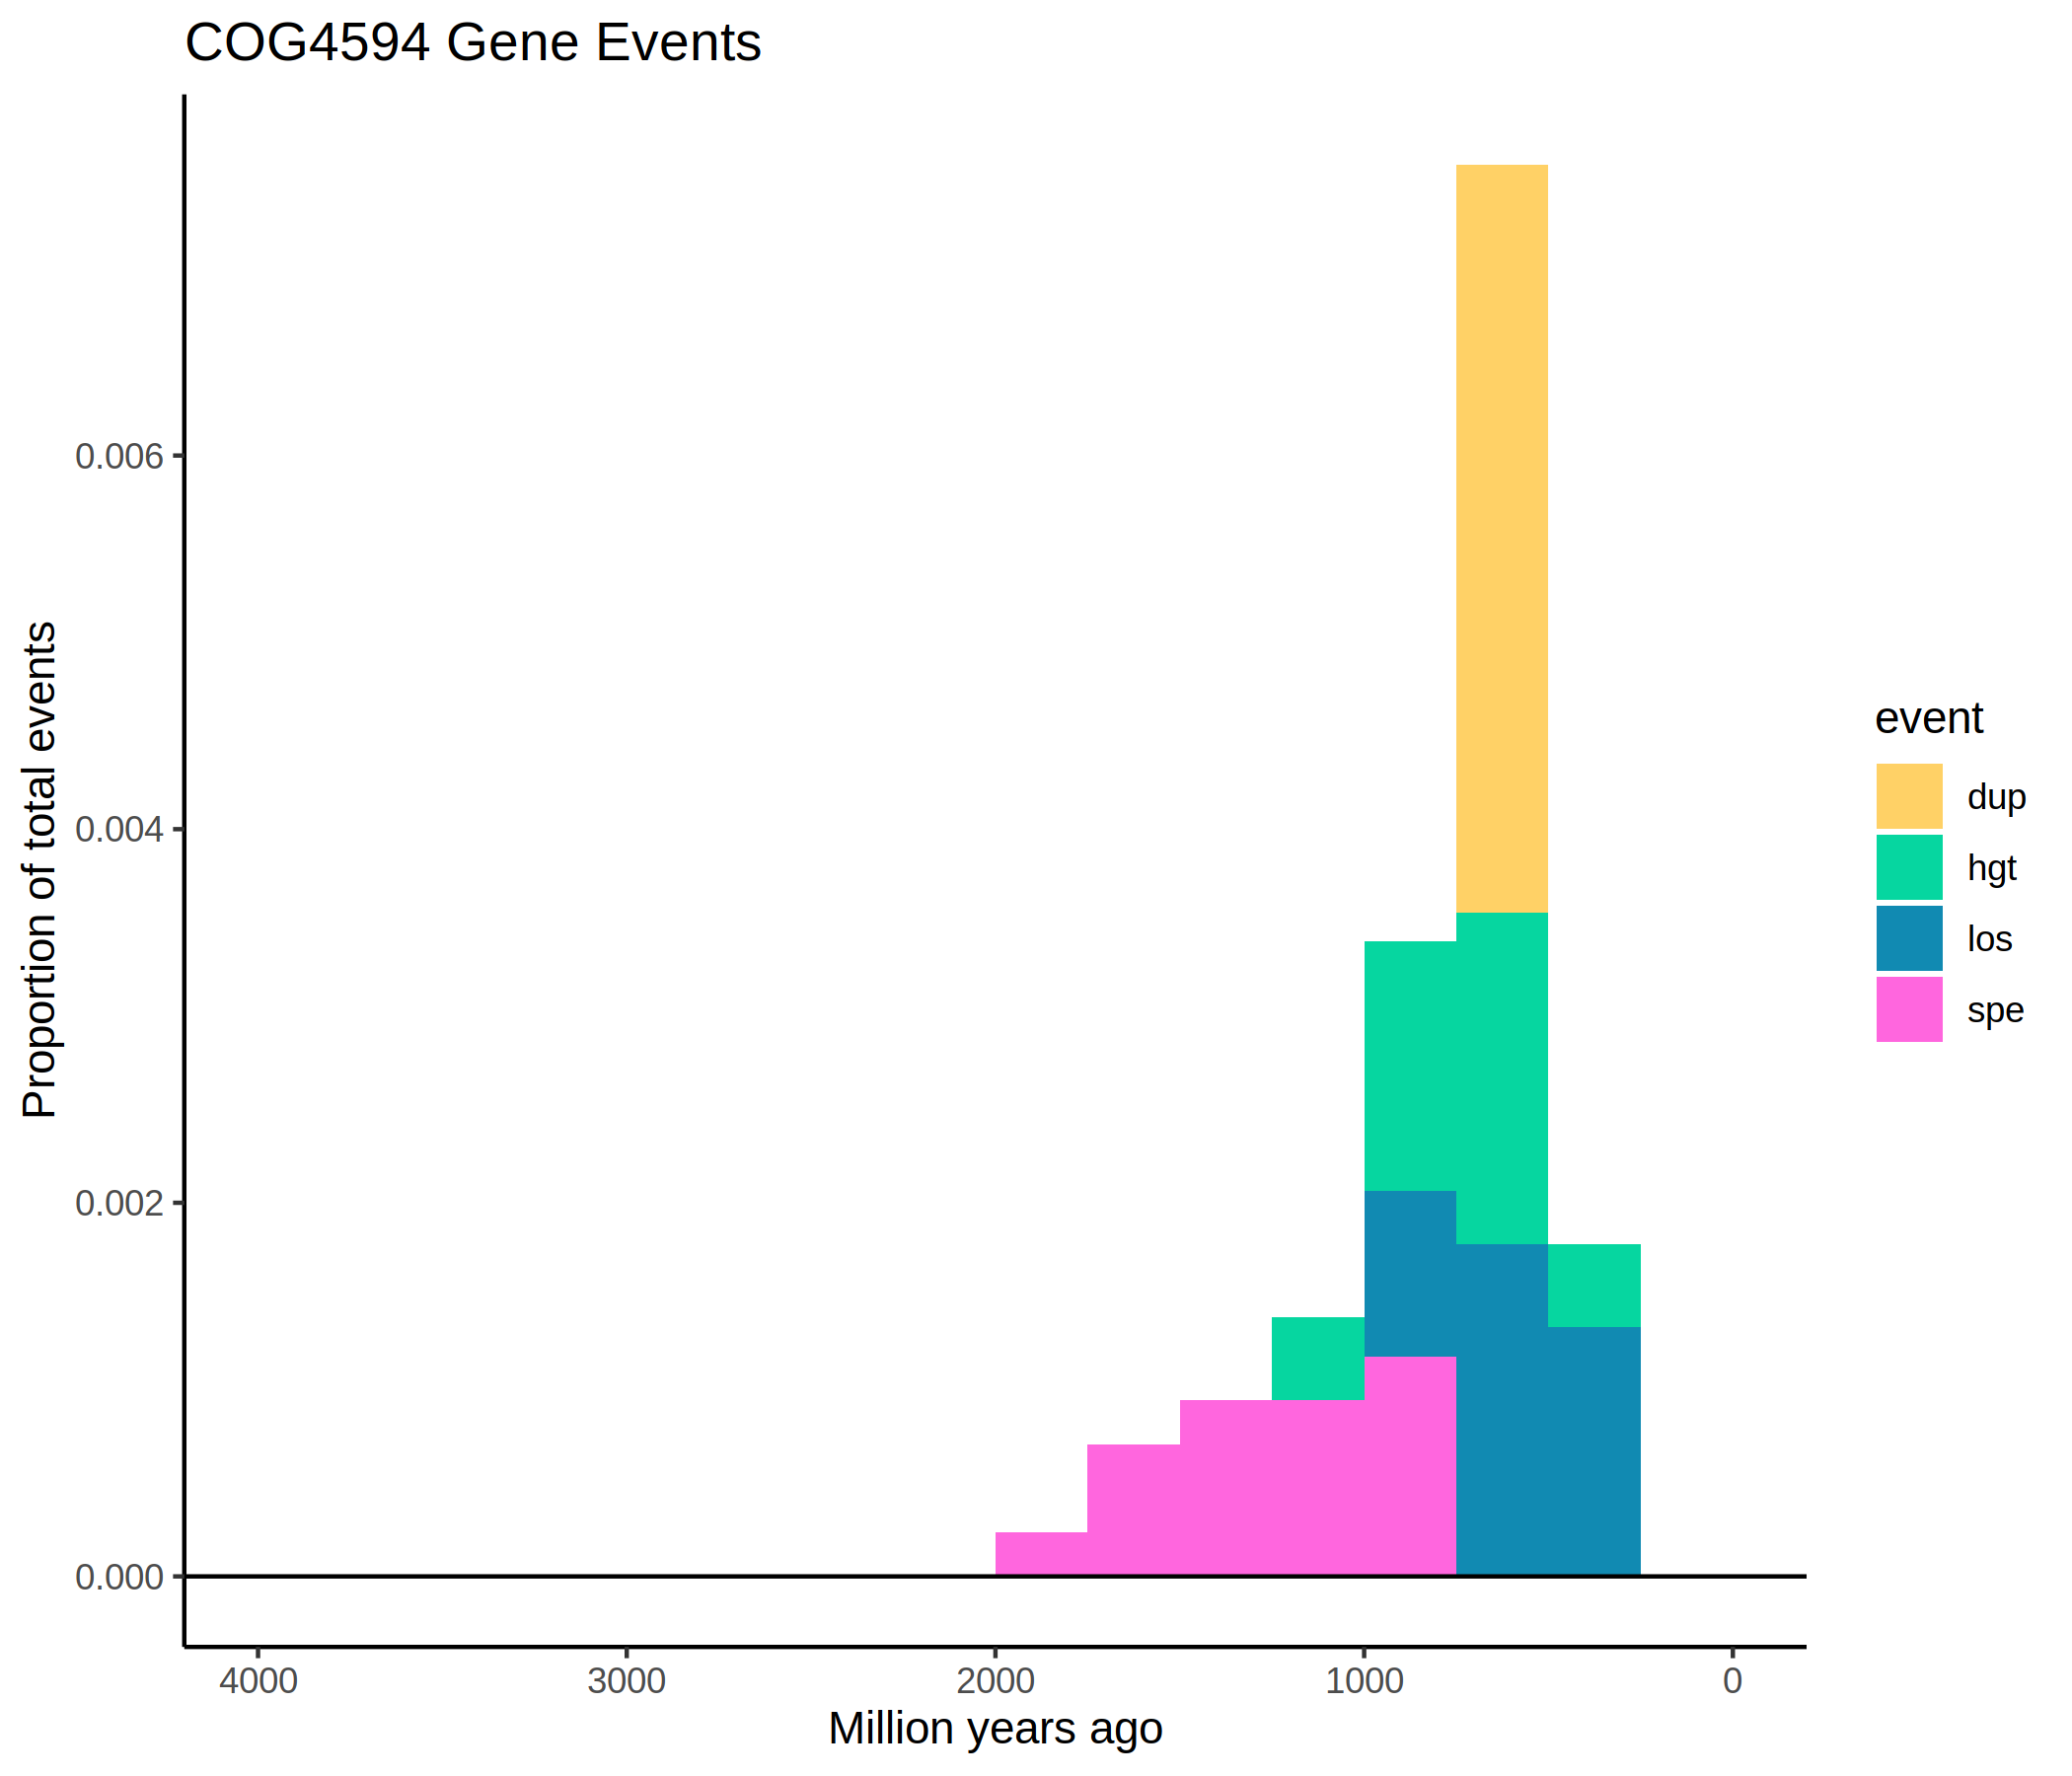 COG4594 Gene Events
Proportion of total events
0.006
0.004
0.002
0.000
4000 3000 2000 1000 0
Million years ago
event
dup
hgt
los
spe